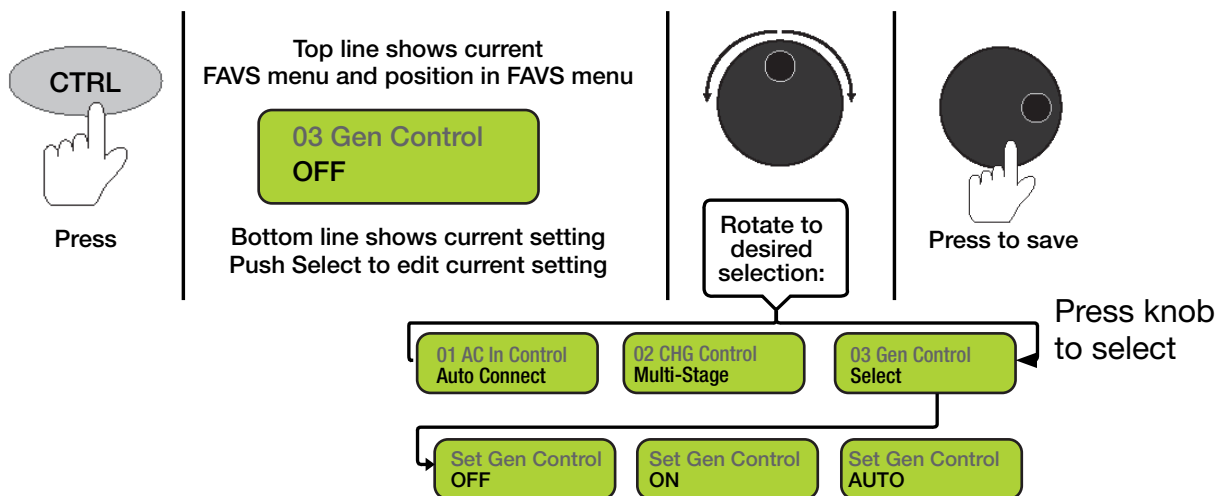 CTRL
Press
Top line shows current
FAVS menu and position in FAVS menu
03 Gen Control
OFF
Bottom line shows current setting
Push Select to edit current setting
Rotate to
desired
selection:
Press to save
01 AC In Control
Auto Connect
02 CHG Control
Multi-Stage
03 Gen Control
Select
Press knob
to select
Set Gen Control
OFF
Set Gen Control
ON
Set Gen Control
AUTO